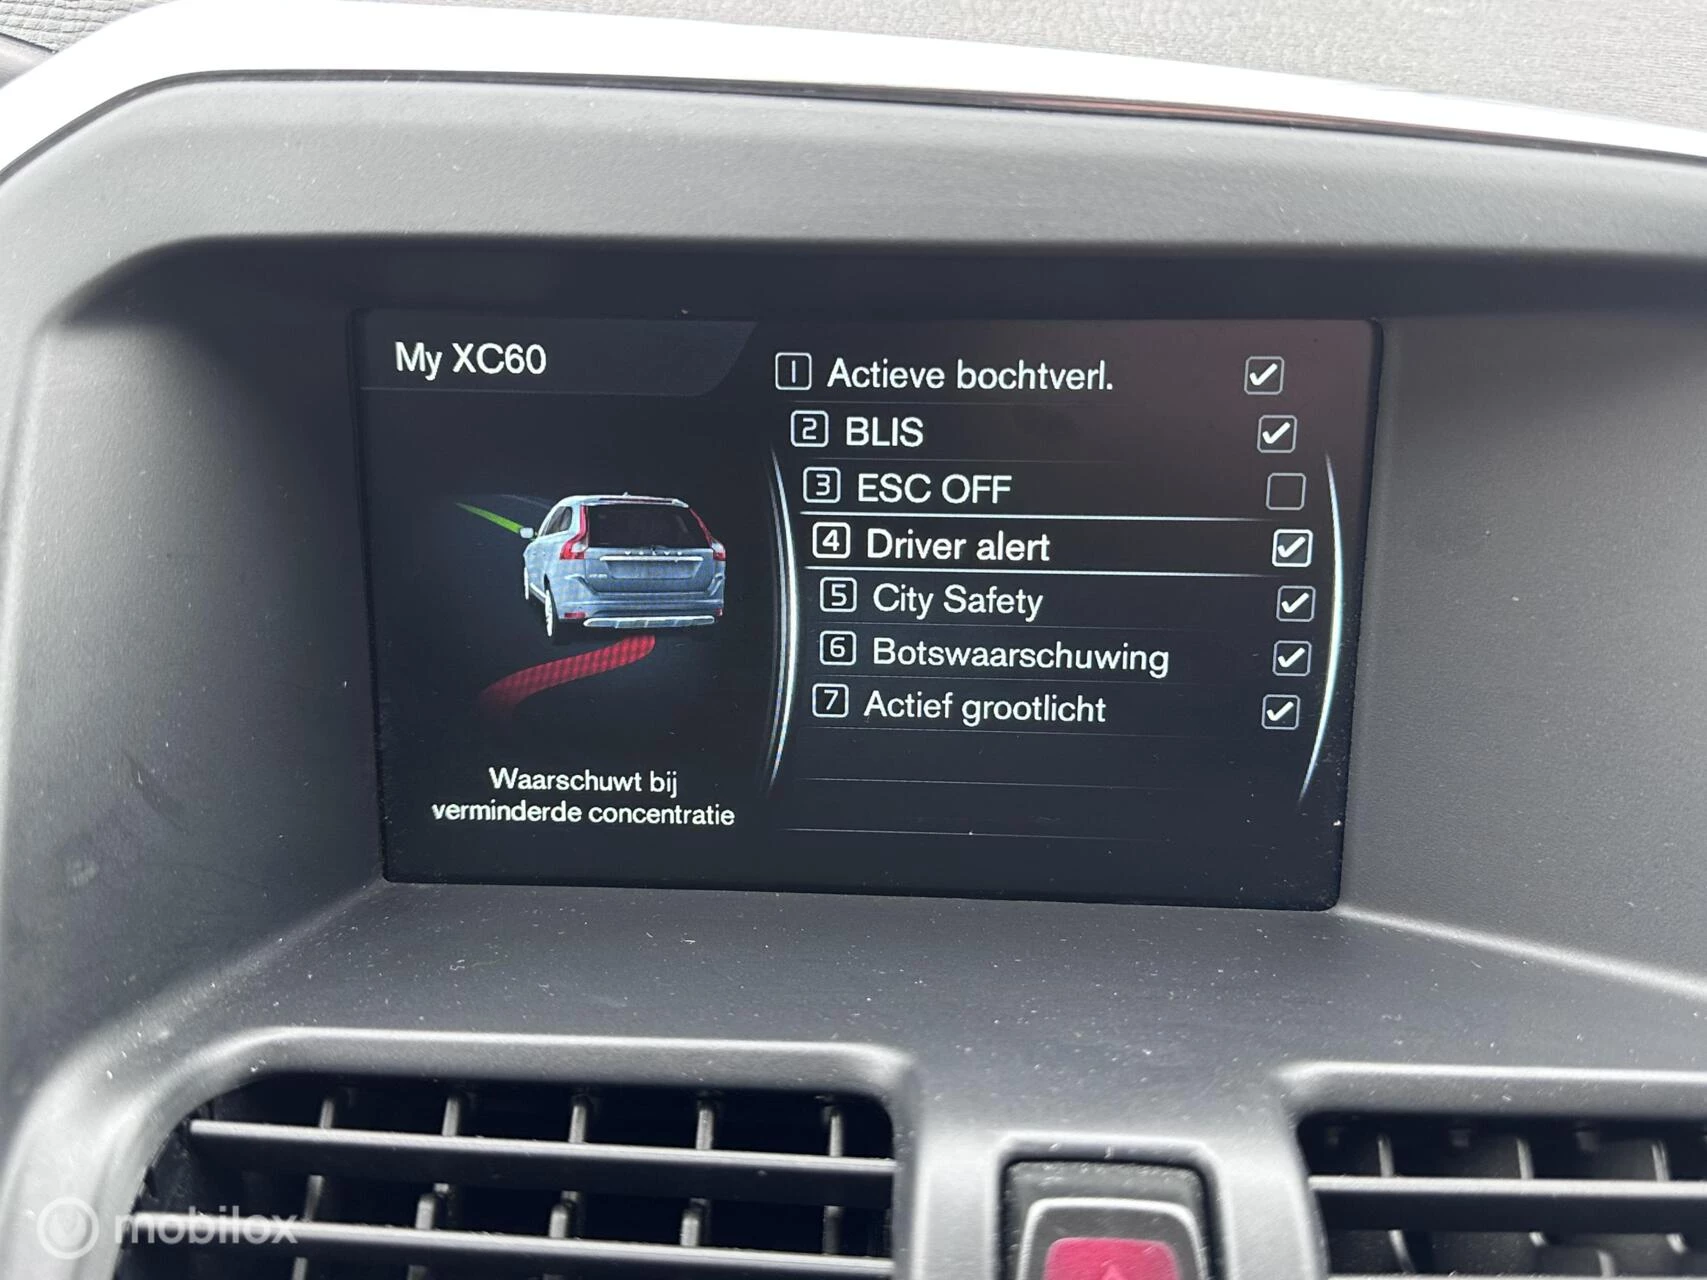 My XC60
1 Actieve bochtverl.
2 BLIS
3 ESC OFF
4 Driver alert
5 City Safety
6 Botswaarschuwing
7 Actief grootlicht
VOLVO
Waarschuwt bij
verminderde concentratie
mobilox